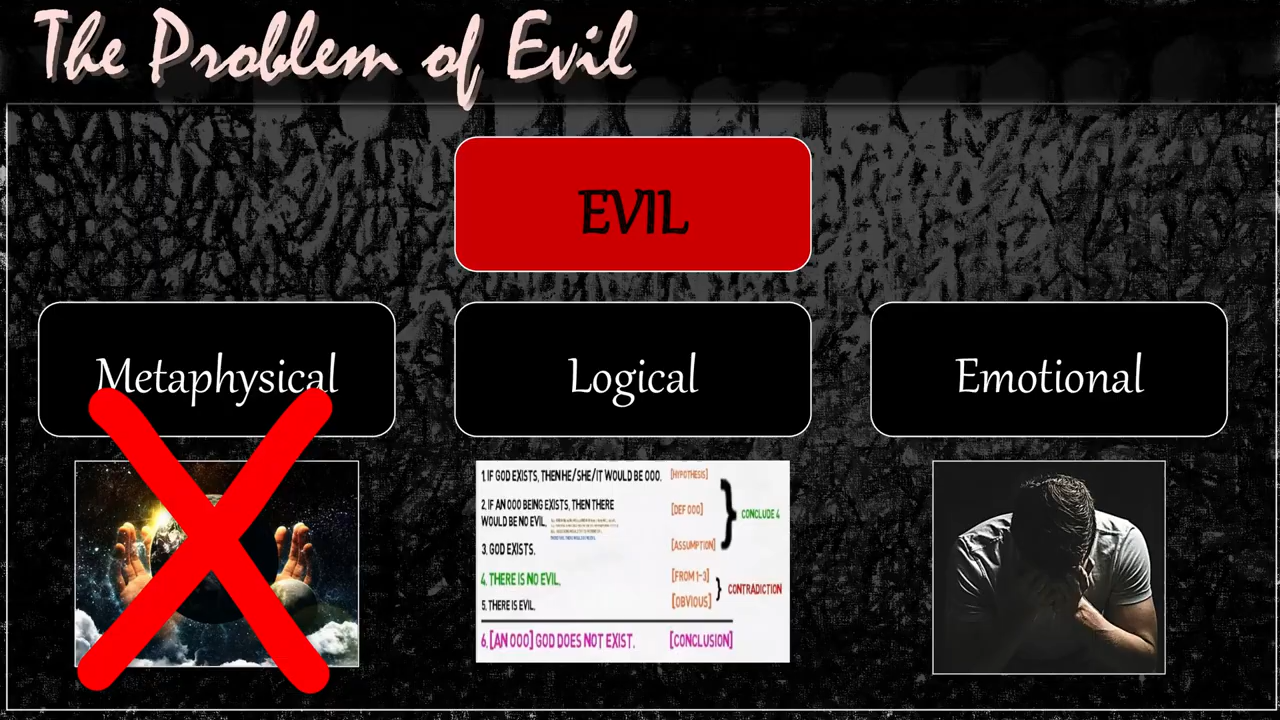 The Problem of Evil
EVIL
Metaphysical
Logical
Emotional
1. IF GOD EXISTS, THEN HE/SHE/IT WOULD BE OOO. [HYPOTHESIS]
2. IF AN OOO BEING EXISTS, THEN THERE
WOULD BE NO EVIL, [DEF OOO]
3. GOD EXISTS. [ASSUMPTION]
CONCLUDE 4
4. THERE IS NO EVIL. [FROM 1-3]
5. THERE IS EVIL. [OBVIOUS]
CONTRADICTION
6. [AN OOO] GOD DOES NOT EXIST. [CONCLUSION]